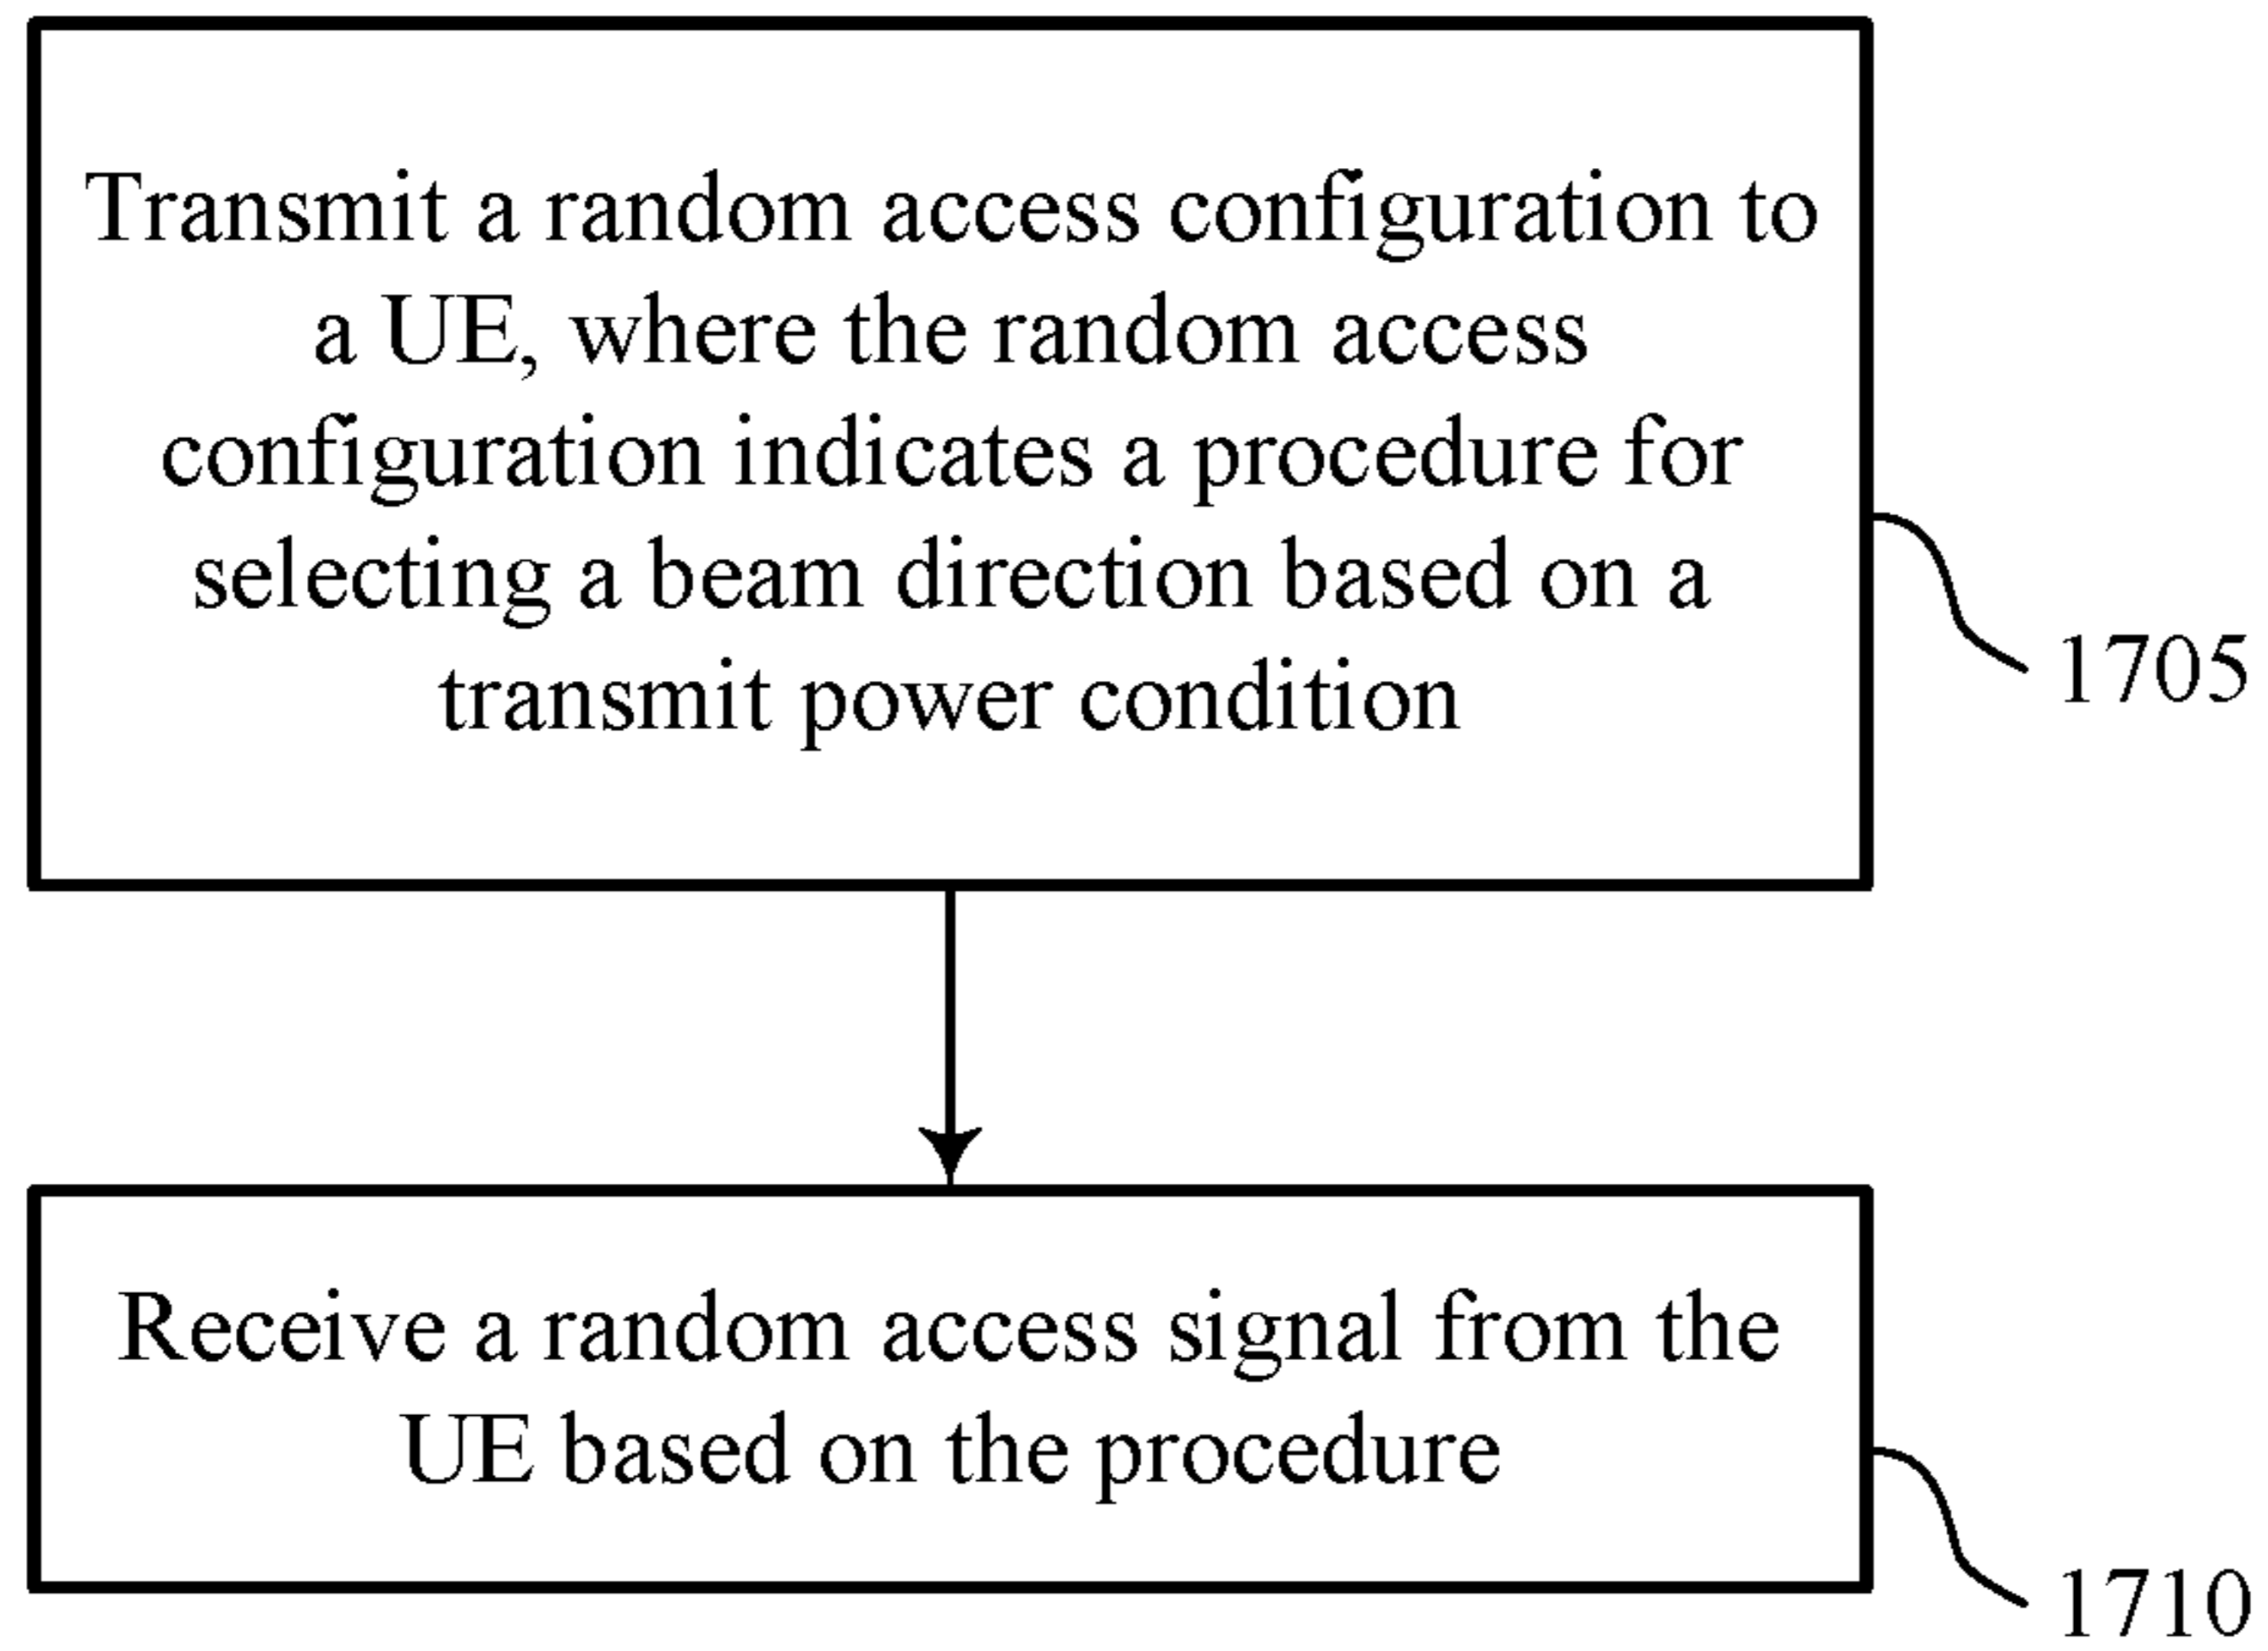 Transmit a random access configuration to
a UE, where the random access
configuration indicates a procedure for
selecting a beam direction based on a
transmit power condition
1705
Receive a random access signal from the
UE based on the procedure
1710